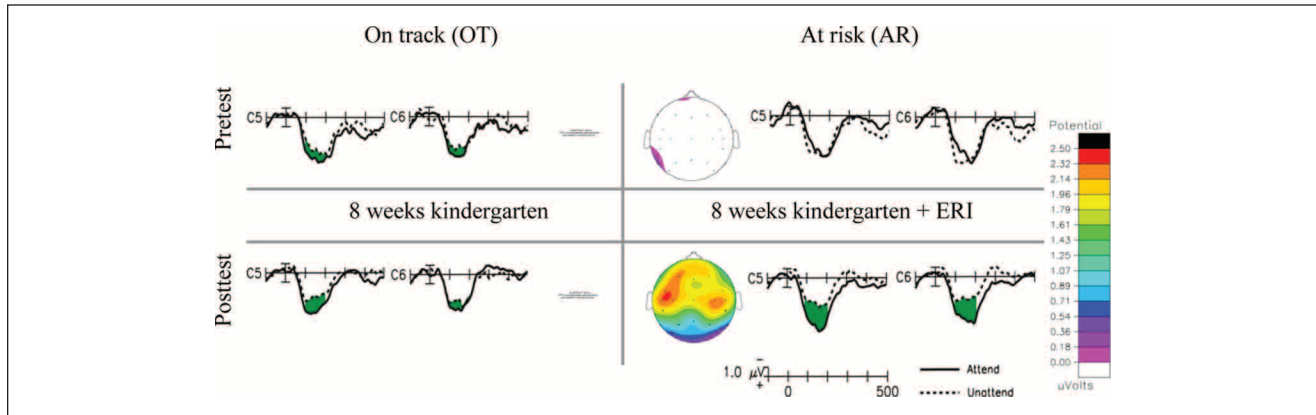 On track (OT)
At risk (AR)
Pretest
C5
C6
C5
C6
8 weeks kindergarten
8 weeks kindergarten + ERI
Posttest
C5
C6
C5
C6
1.0 μV
−
+
0
500
Attend
Unattend
Potential
2.50
2.32
2.14
1.96
1.79
1.61
1.43
1.25
1.07
0.89
0.71
0.54
0.36
0.18
0.00
uVolts